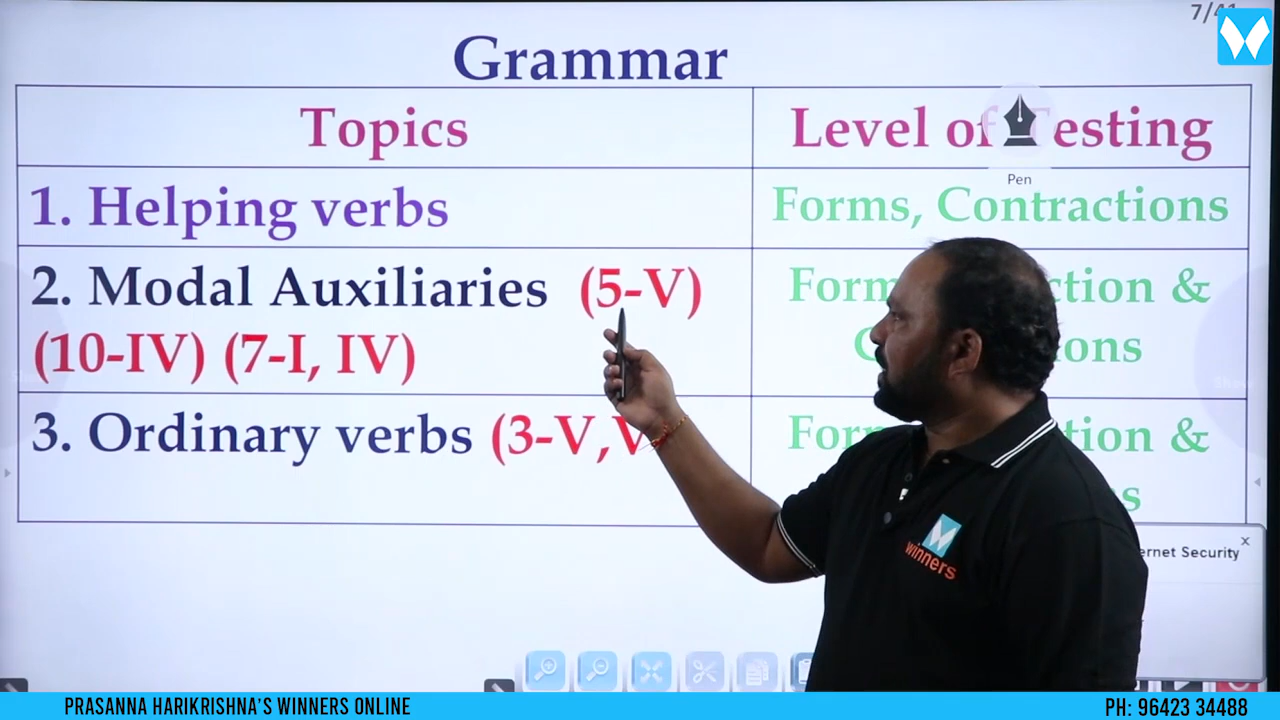 7/41
Grammar
Topics
Level of Testing
Pen
1. Helping verbs
Forms, Contractions
2. Modal Auxiliaries (5-V)
(10-IV) (7-I, IV)
&
3. Ordinary verbs (3-V,
&
winners
ernet Security
x
PRASANNA HARIKRISHNA'S WINNERS ONLINE
PH: 96423 34488